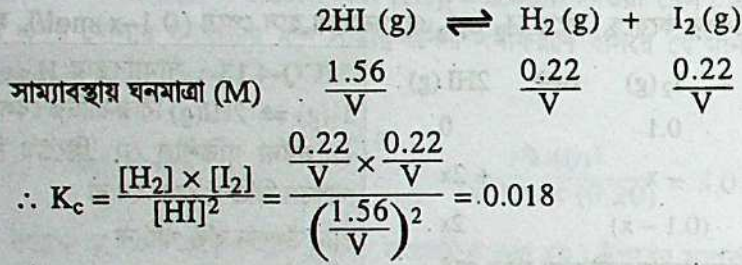 2HI (g) ⇌ H₂ (g) + I₂ (g)
সাম্যাবস্থায় ঘনমাত্রা (M) 1.56/V 0.22/V 0.22/V
∴ K_c = [H₂] × [I₂] / [HI]² = (0.22/V × 0.22/V) / (1.56/V)² = 0.018